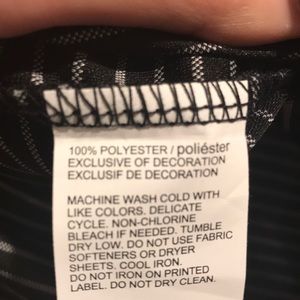 100% POLYESTER / poliéster
EXCLUSIVE OF DECORATION
EXCLUSIF DE DECORATION
MACHINE WASH COLD WITH
LIKE COLORS. DELICATE
CYCLE. NON-CHLORINE
BLEACH IF NEEDED. TUMBLE
DRY LOW. DO NOT USE FABRIC
SOFTENERS OR DRYER
SHEETS. COOL IRON.
DO NOT IRON ON PRINTED
LABEL. DO NOT DRY CLEAN.